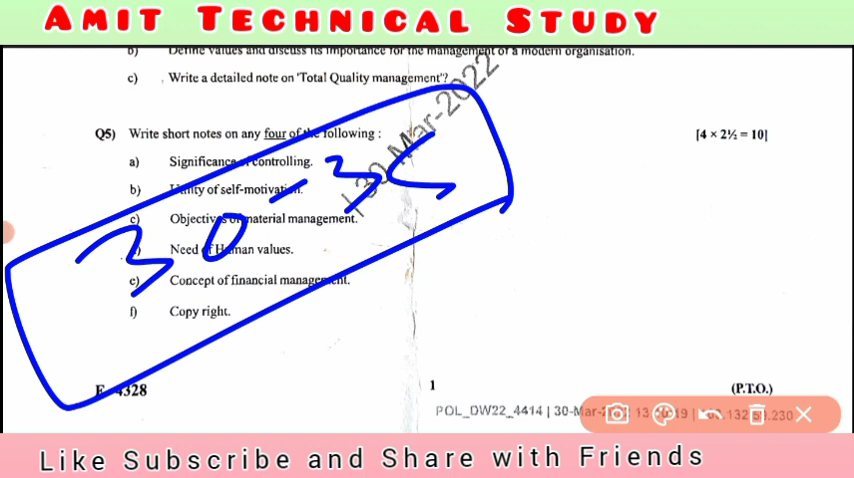 AMIT TECHNICAL STUDY
b) Define values and discuss its importance for the management of a modern organisation.
c) Write a detailed note on 'Total Quality management'?
Q5) Write short notes on any four of the following : [4 × 2½ = 10]
a) Significance of controlling.
b) of self-motivation.
c) Objectives of material management.
Need of Human values.
e) Concept of financial management.
f) Copy right.
30-35
| 30-Mar-2022
E-4328 1 (P.T.O.)
POL_DW22_4414 | 30-Mar-
Like Subscribe and Share with Friends